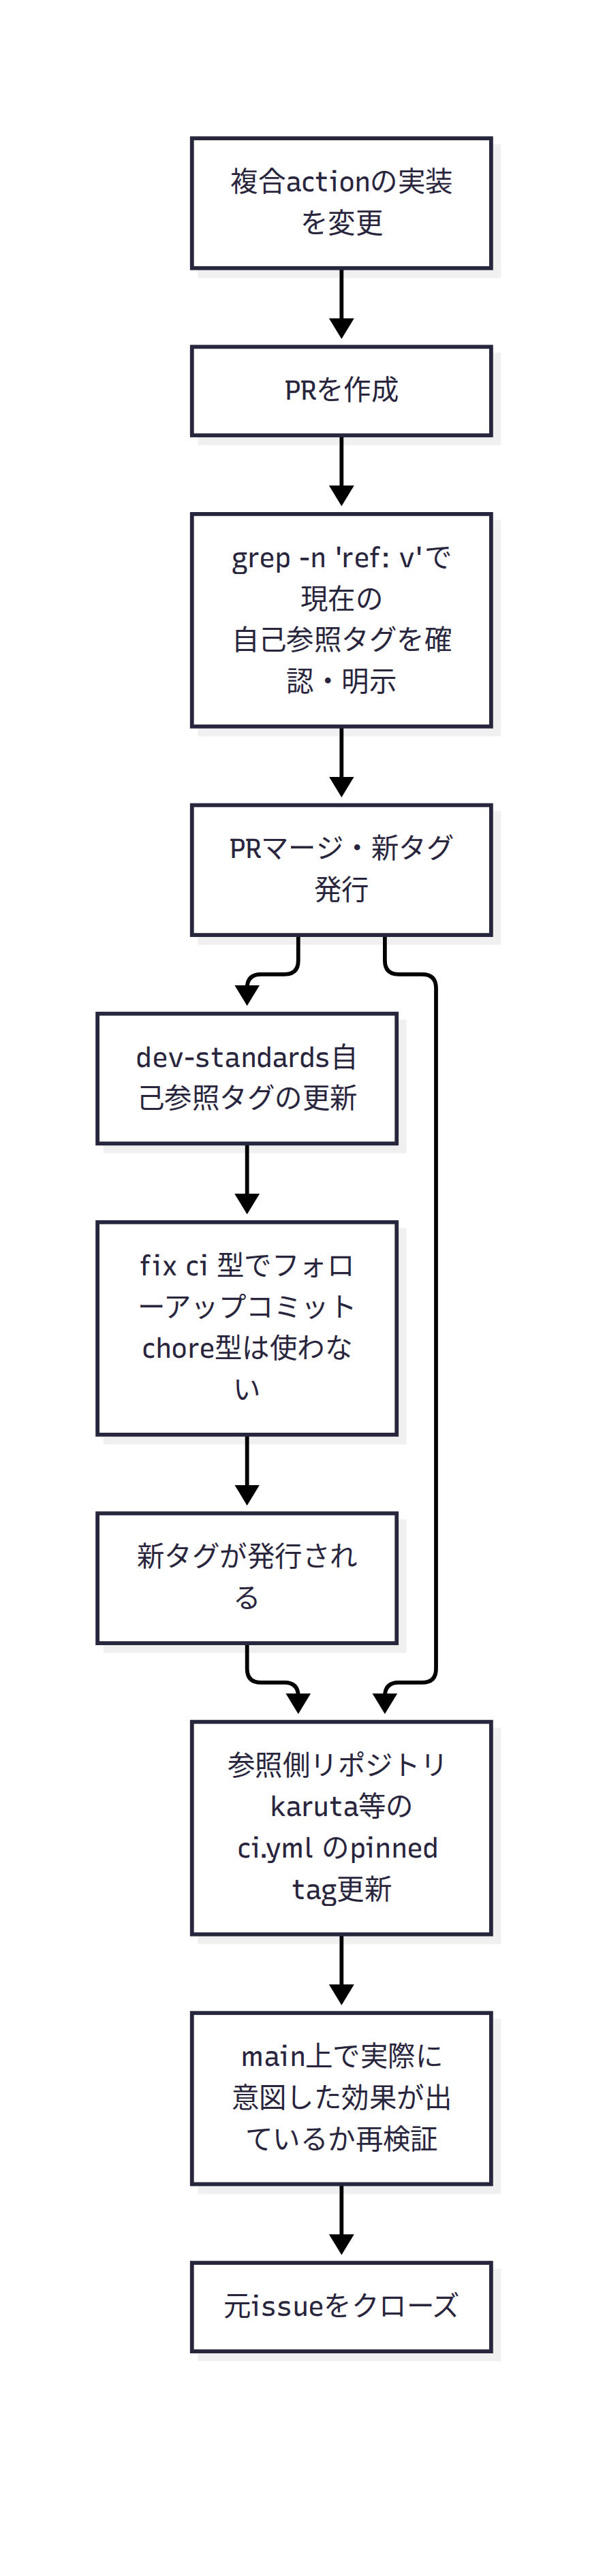 複合actionの実装
を変更
PRを作成
grep -n 'ref: v'で
現在の
自己参照タグを確
認・明示
PRマージ・新タグ
発行
dev-standards自
己参照タグの更新
fix ci 型でフォロ
ーアップコミット
chore型は使わな
い
新タグが発行され
る
参照側リポジトリ
karuta等の
ci.yml のpinned
tag更新
main上で実際に
意図した効果が出
ているか再検証
元issueをクローズ